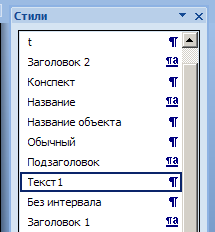 Стили
t ¶
Заголовок 2 ¶a
Конспект ¶
Название ¶a
Название объекта ¶
Обычный ¶
Подзаголовок ¶a
Текст1 ¶
Без интервала ¶
Заголовок 1 ¶a